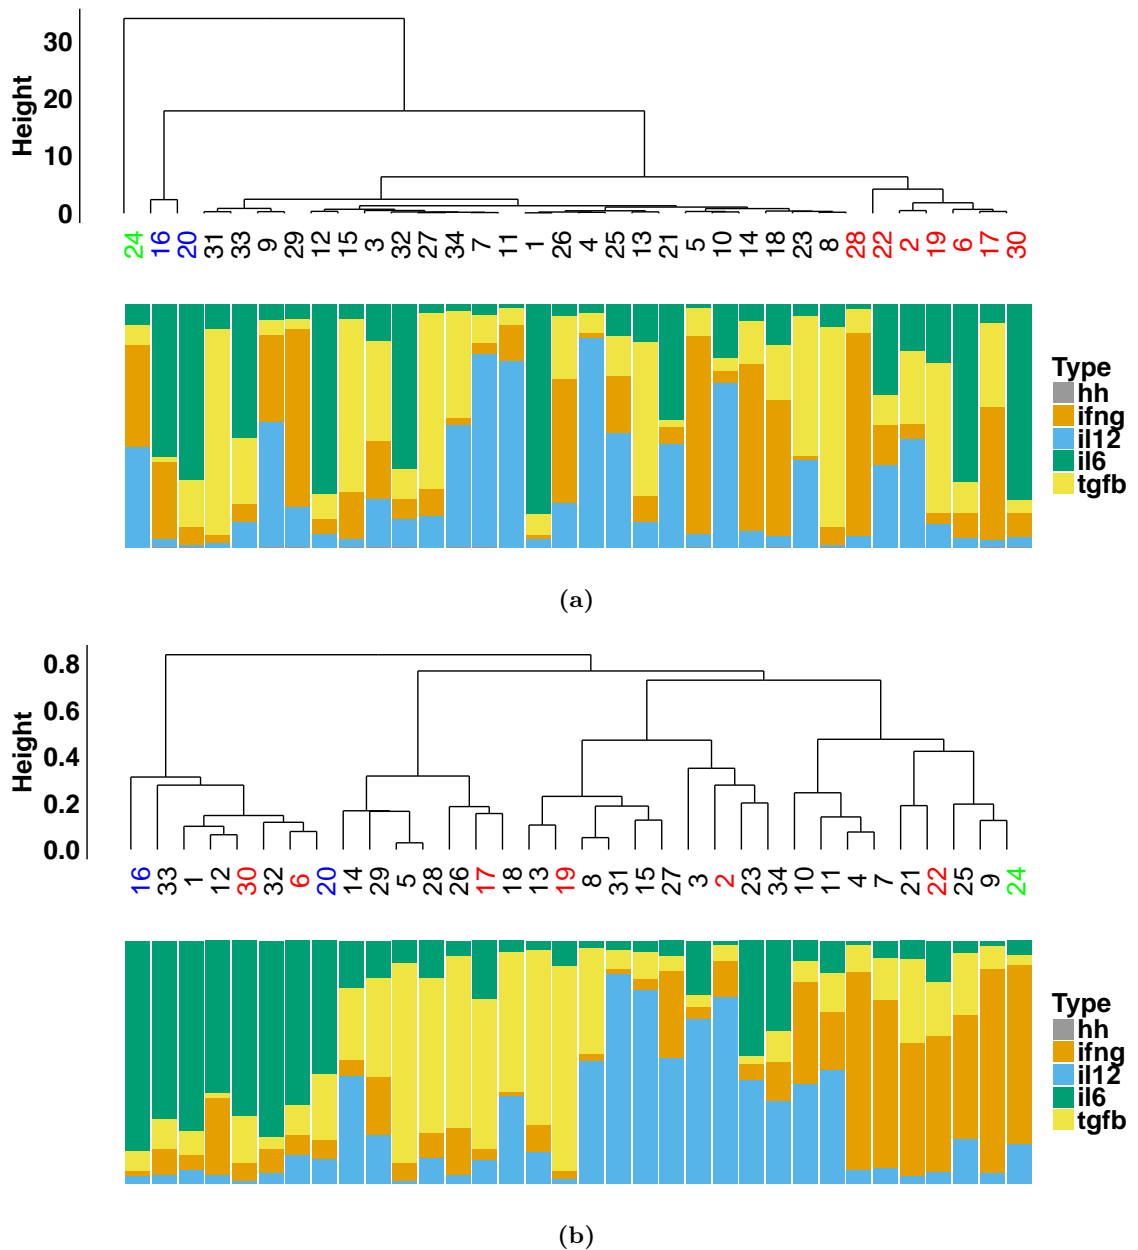 Height
30
20
10
0
24 16 20 31 33 9 29 12 15 3 32 27 34 7 11 1 26 4 25 13 21 5 10 14 18 23 8 28 22 2 19 6 17 30
Type
hh
ifng
il12
il6
tgfb
(a)
Height
0.8
0.6
0.4
0.2
0.0
16 33 1 12 30 32 6 20 14 29 5 28 26 17 18 13 19 8 31 15 27 3 2 23 34 10 11 4 7 21 22 25 9 24
Type
hh
ifng
il12
il6
tgfb
(b)